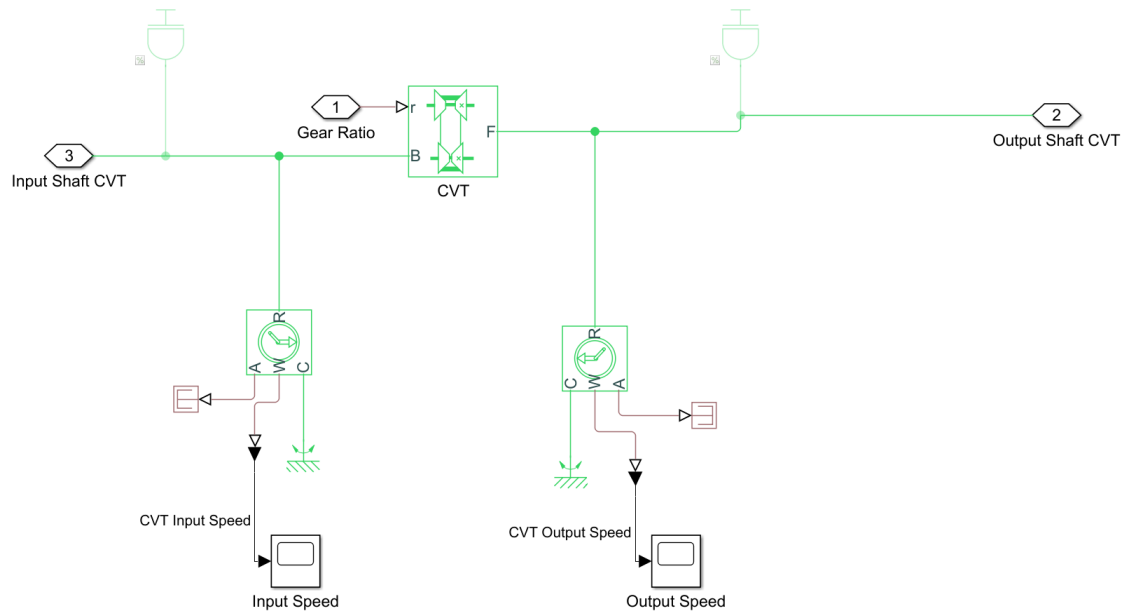 1
r
Gear Ratio
F
2
Output Shaft CVT
3
Input Shaft CVT
B
CVT
R
A
W
C
R
C
W
A
CVT Input Speed
CVT Output Speed
Input Speed
Output Speed